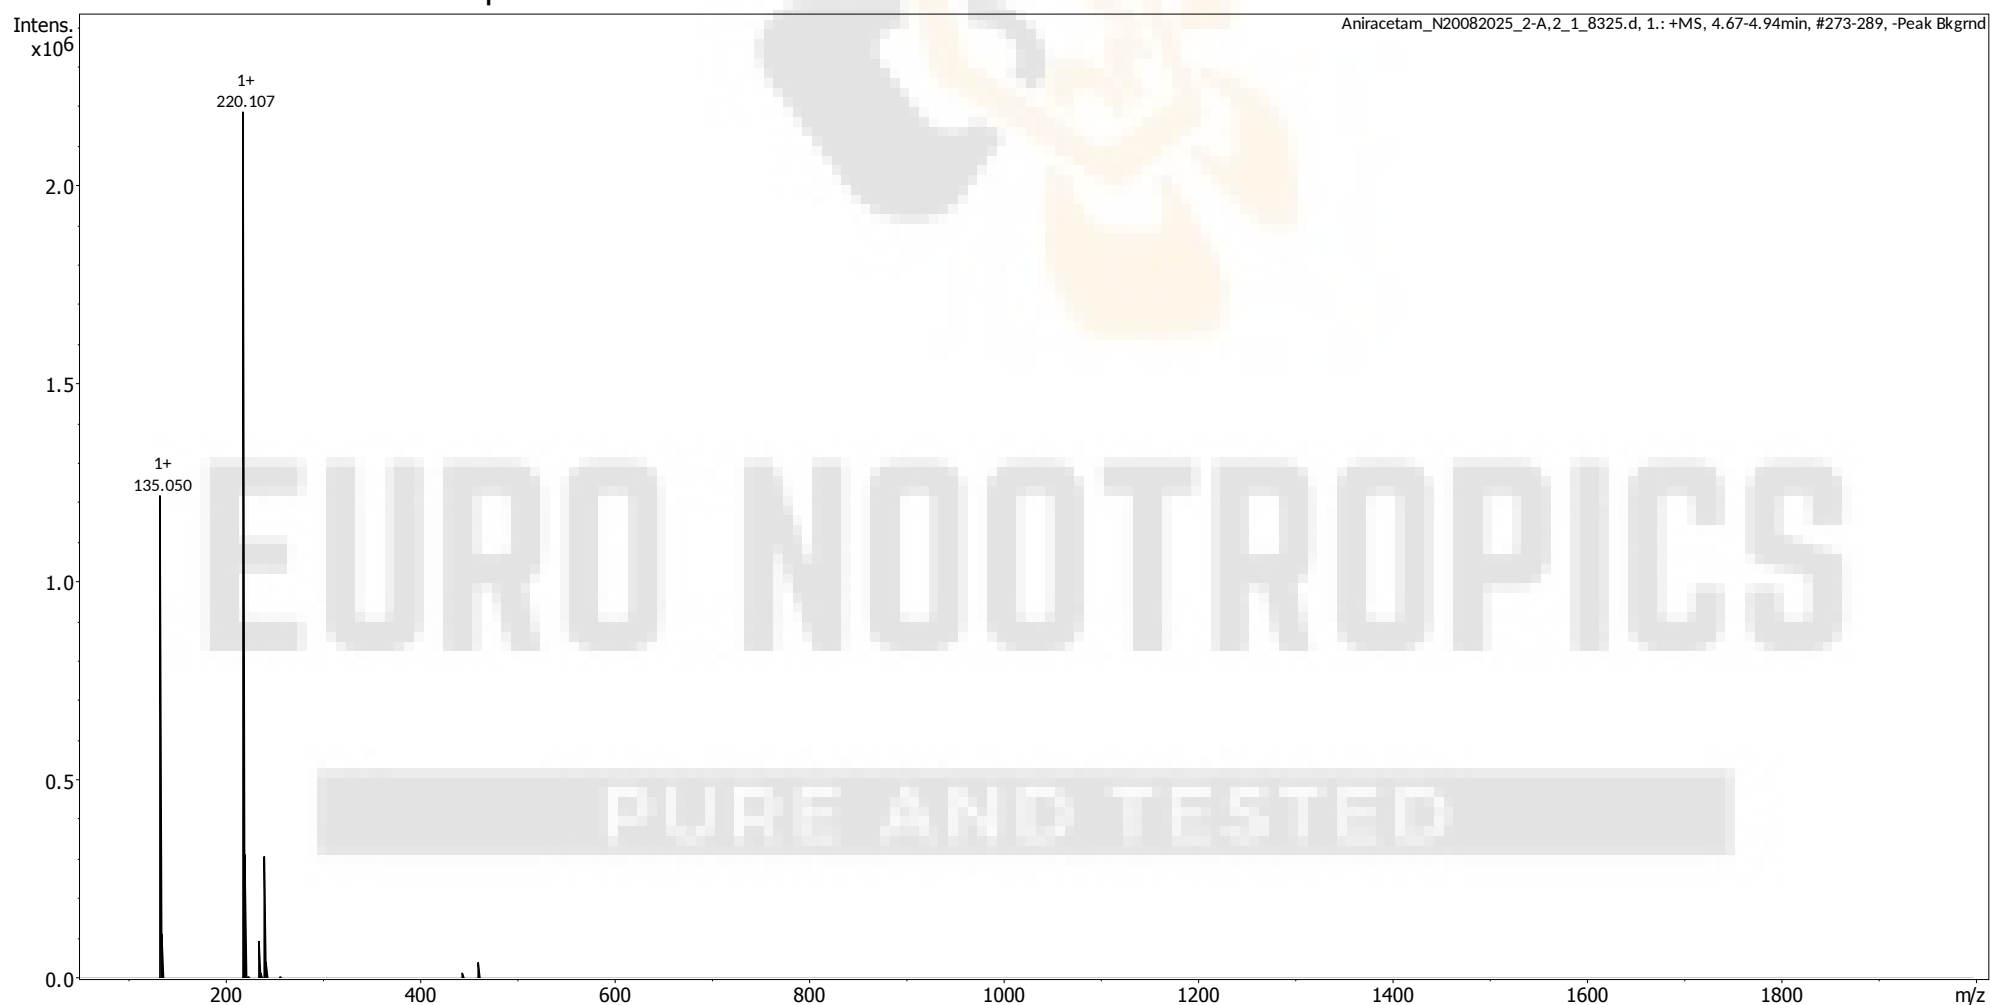 Intens.
x10⁶
Aniracetam_N20082025_2-A,2_1_8325.d, 1.: +MS, 4.67-4.94min, #273-289, -Peak Bkgrnd
1+
220.107
2.0
1.5
1+
135.050
EURO NOOTROPICS
1.0
0.5
PURE AND TESTED
0.0
200 400 600 800 1000 1200 1400 1600 1800 m/z